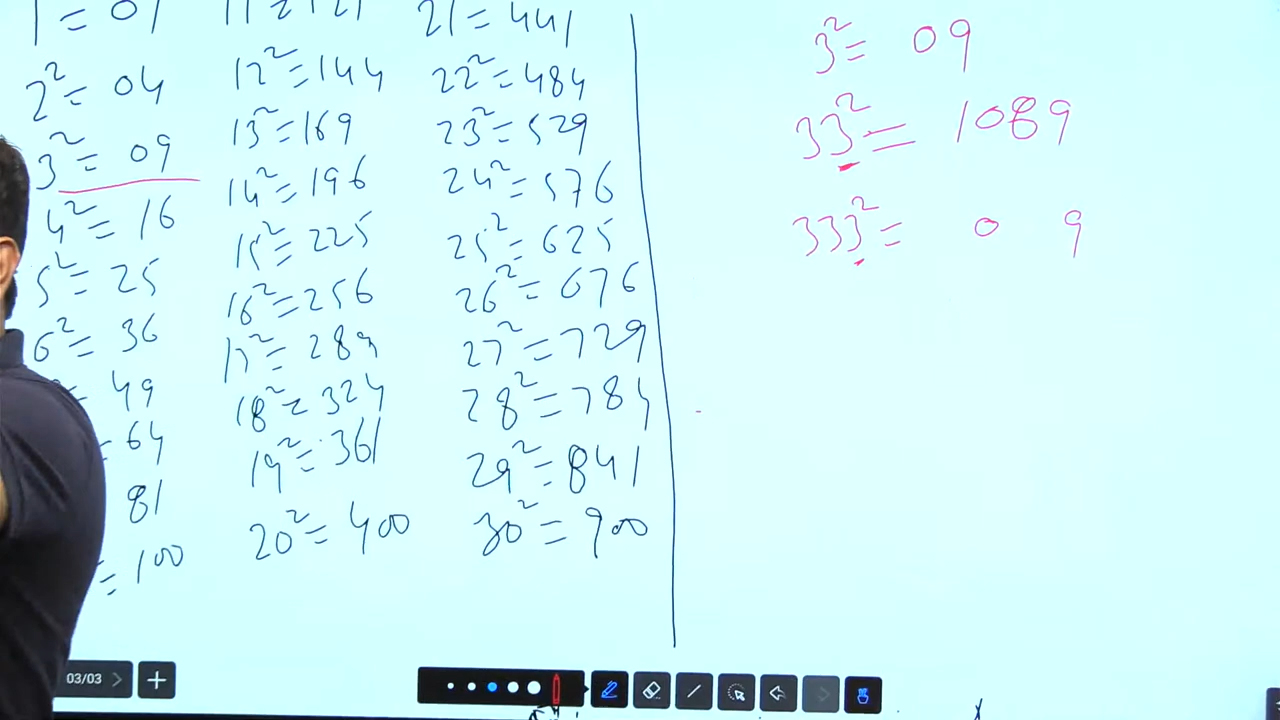 1 = 01
2² = 04
3² = 09
4² = 16
5² = 25
6² = 36
49
= 64
81
= 100
11 = 121
12² = 144
13² = 169
14² = 196
15² = 225
16² = 256
17² = 289
18² = 324
19² = 361
20² = 400
21 = 441
22² = 484
23² = 529
24² = 576
25² = 625
26² = 676
27² = 729
28² = 784
29² = 841
30² = 900
3² = 09
33² = 1089
333² = 0 9
03/03